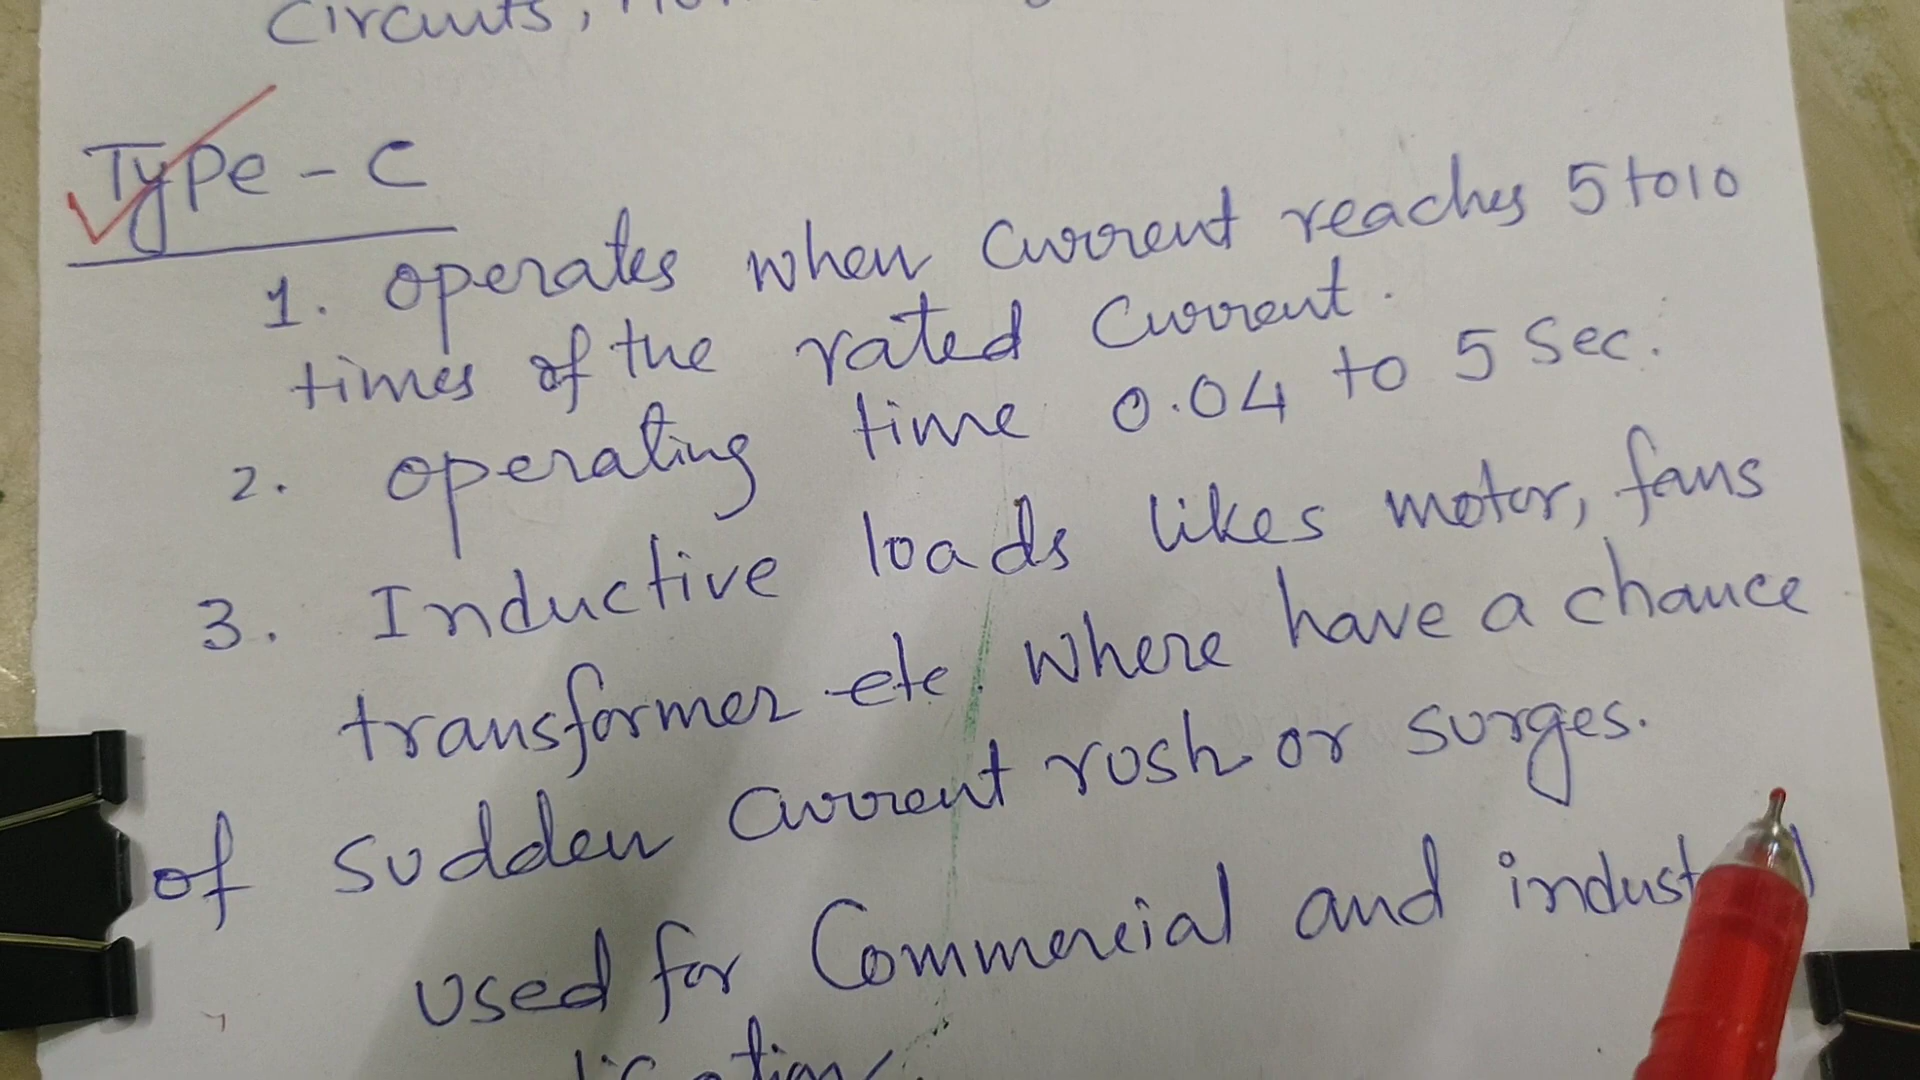 Circuits,
Type - C
1. operates when current reaches 5 to 10
times of the rated current.
2. operating time 0.04 to 5 Sec.
3. Inductive loads likes motor, fans
transformer etc. where have a chance
of sudden current rush or surges.
used for Commercial and